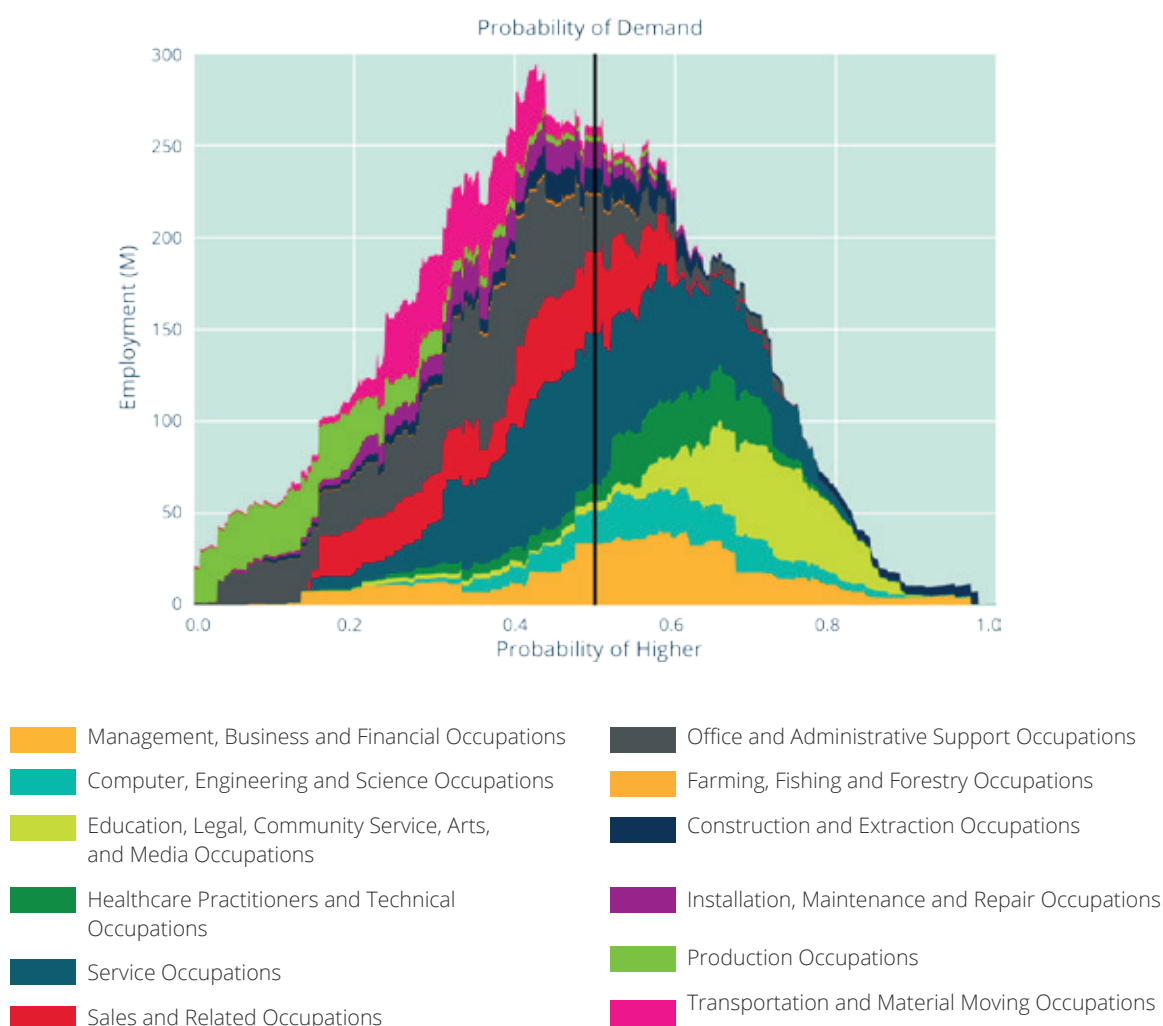 Probability of Demand
300
250
200
150
100
50
0
Employment (M)
0.0 0.2 0.4 0.6 0.8 1.0
Probability of Higher
Management, Business and Financial Occupations
Computer, Engineering and Science Occupations
Education, Legal, Community Service, Arts,
and Media Occupations
Healthcare Practitioners and Technical
Occupations
Service Occupations
Sales and Related Occupations
Office and Administrative Support Occupations
Farming, Fishing and Forestry Occupations
Construction and Extraction Occupations
Installation, Maintenance and Repair Occupations
Production Occupations
Transportation and Material Moving Occupations